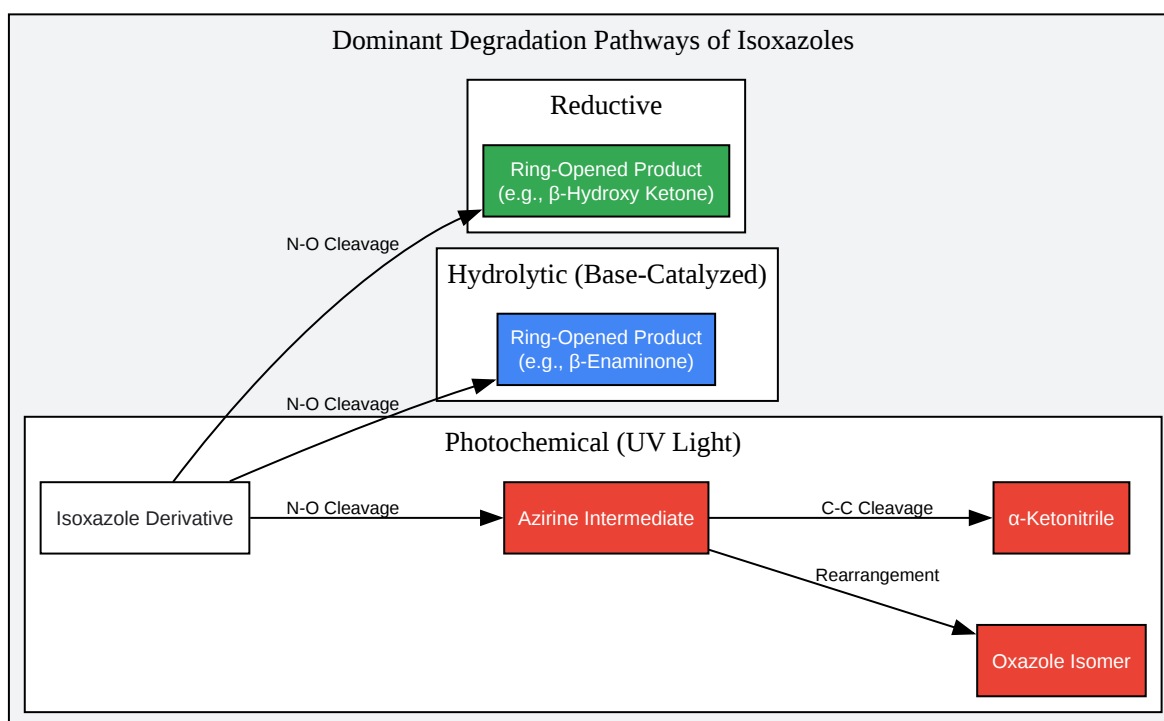 Dominant Degradation Pathways of Isoxazoles
Reductive
Ring-Opened Product
(e.g., β-Hydroxy Ketone)
N-O Cleavage
Hydrolytic (Base-Catalyzed)
Ring-Opened Product
(e.g., β-Enaminone)
N-O Cleavage
Photochemical (UV Light)
Isoxazole Derivative
N-O Cleavage
Azirine Intermediate
C-C Cleavage
α-Ketonitrile
Rearrangement
Oxazole Isomer